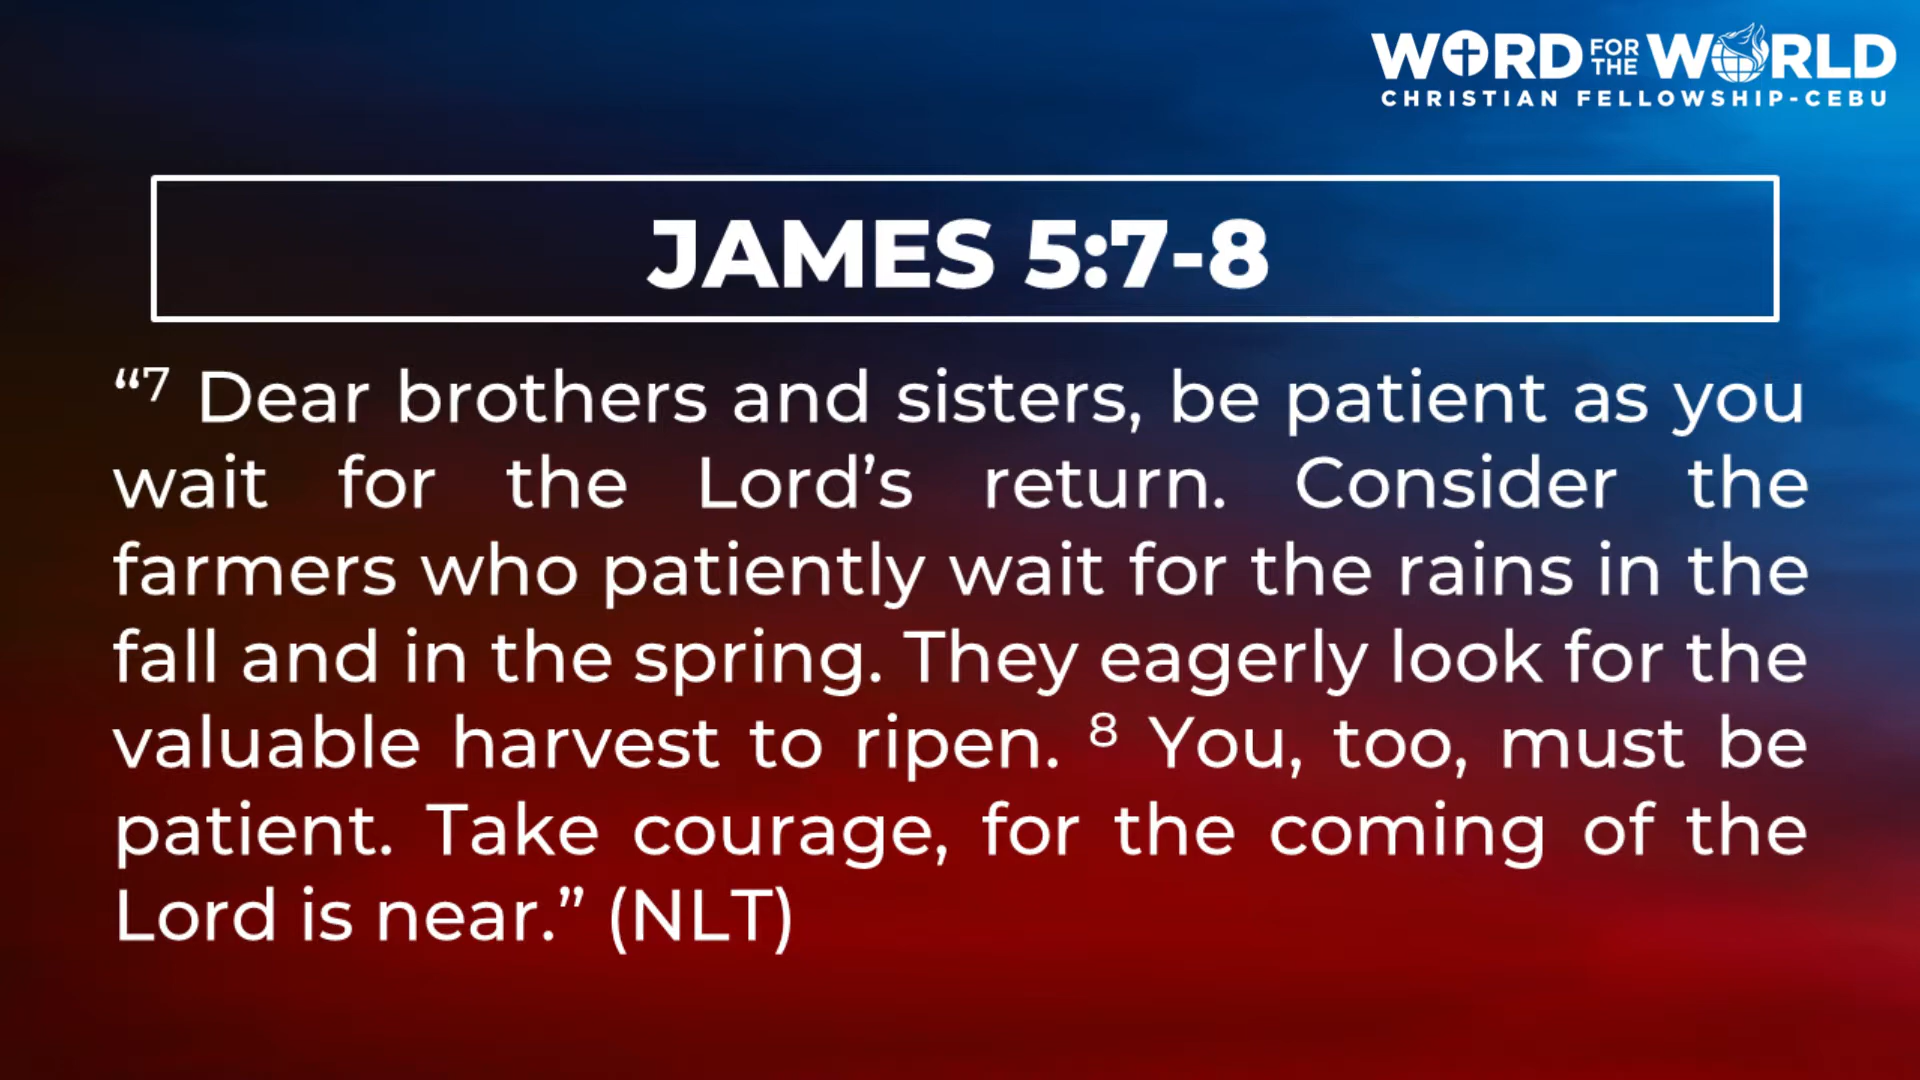 WORD FOR THE WORLD
CHRISTIAN FELLOWSHIP-CEBU
JAMES 5:7-8
“⁷ Dear brothers and sisters, be patient as you
wait for the Lord’s return. Consider the
farmers who patiently wait for the rains in the
fall and in the spring. They eagerly look for the
valuable harvest to ripen. ⁸ You, too, must be
patient. Take courage, for the coming of the
Lord is near.” (NLT)